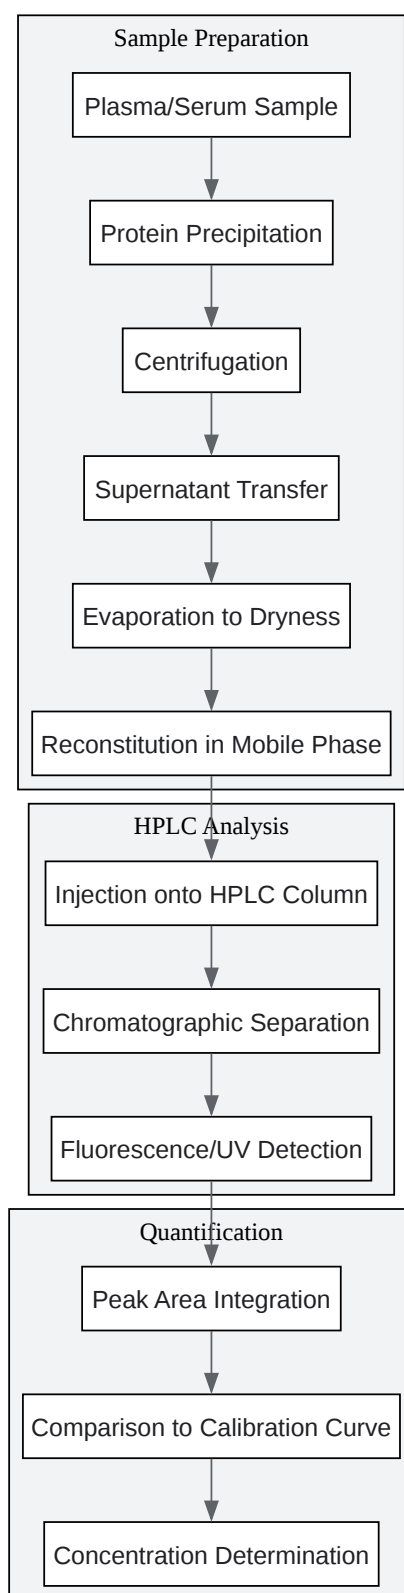 Sample Preparation
Plasma/Serum Sample
Protein Precipitation
Centrifugation
Supernatant Transfer
Evaporation to Dryness
Reconstitution in Mobile Phase
HPLC Analysis
Injection onto HPLC Column
Chromatographic Separation
Fluorescence/UV Detection
Quantification
Peak Area Integration
Comparison to Calibration Curve
Concentration Determination